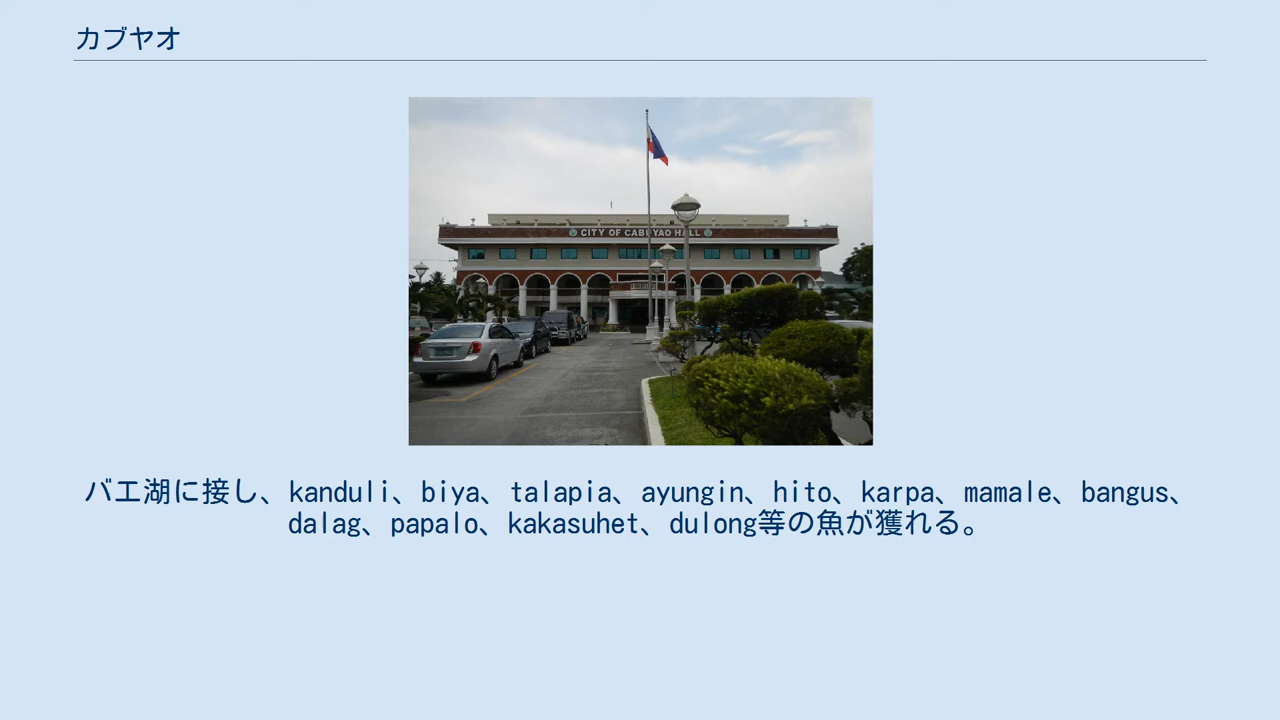 カブヤオ
CITY OF CABUYAO HALL
バエ湖に接し、kanduli、biya、talapia、ayungin、hito、karpa、mamale、bangus、
dalag、papalo、kakasuhet、dulong等の魚が獲れる。